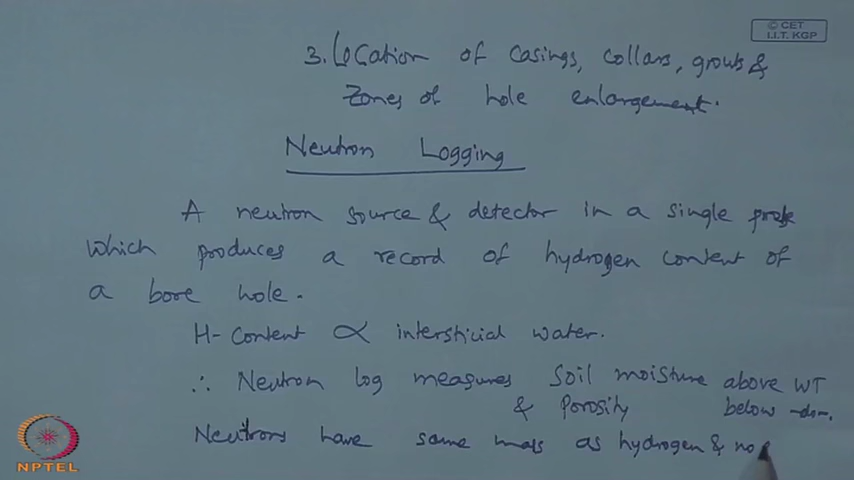 © CET
I.I.T. KGP
3. Location of casings, collars, grouts &
Zones of hole enlargement.
Neutron Logging
A neutron source & detector in a single probe
which produces a record of hydrogen content of
a bore hole.
H- Content ∝ intersticial water.
∴ Neutron log measures Soil moisture above WT
& Porosity below -do-.
Neutrons have same mass as hydrogen & no
NPTEL